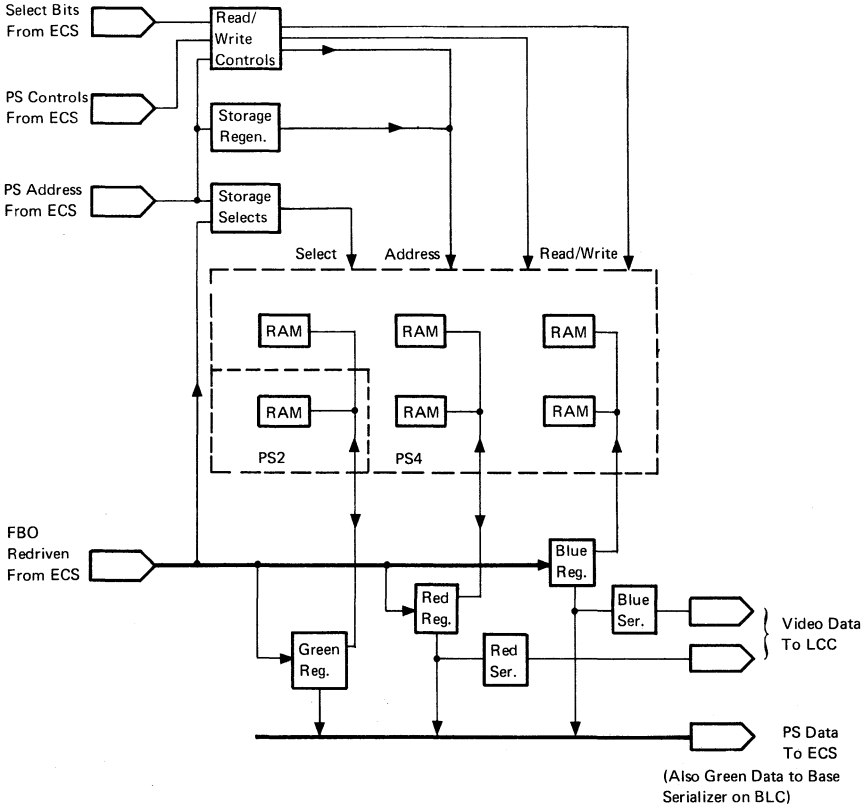 Select Bits
From ECS
Read/
Write
Controls
PS Controls
From ECS
Storage
Regen.
PS Address
From ECS
Storage
Selects
Select
Address
Read/Write
RAM
RAM
RAM
RAM
RAM
RAM
PS2
PS4
FBO
Redriven
From ECS
Blue
Reg.
Red
Reg.
Blue
Ser.
Green
Reg.
Red
Ser.
Video Data
To LCC
PS Data
To ECS
(Also Green Data to Base
Serializer on BLC)